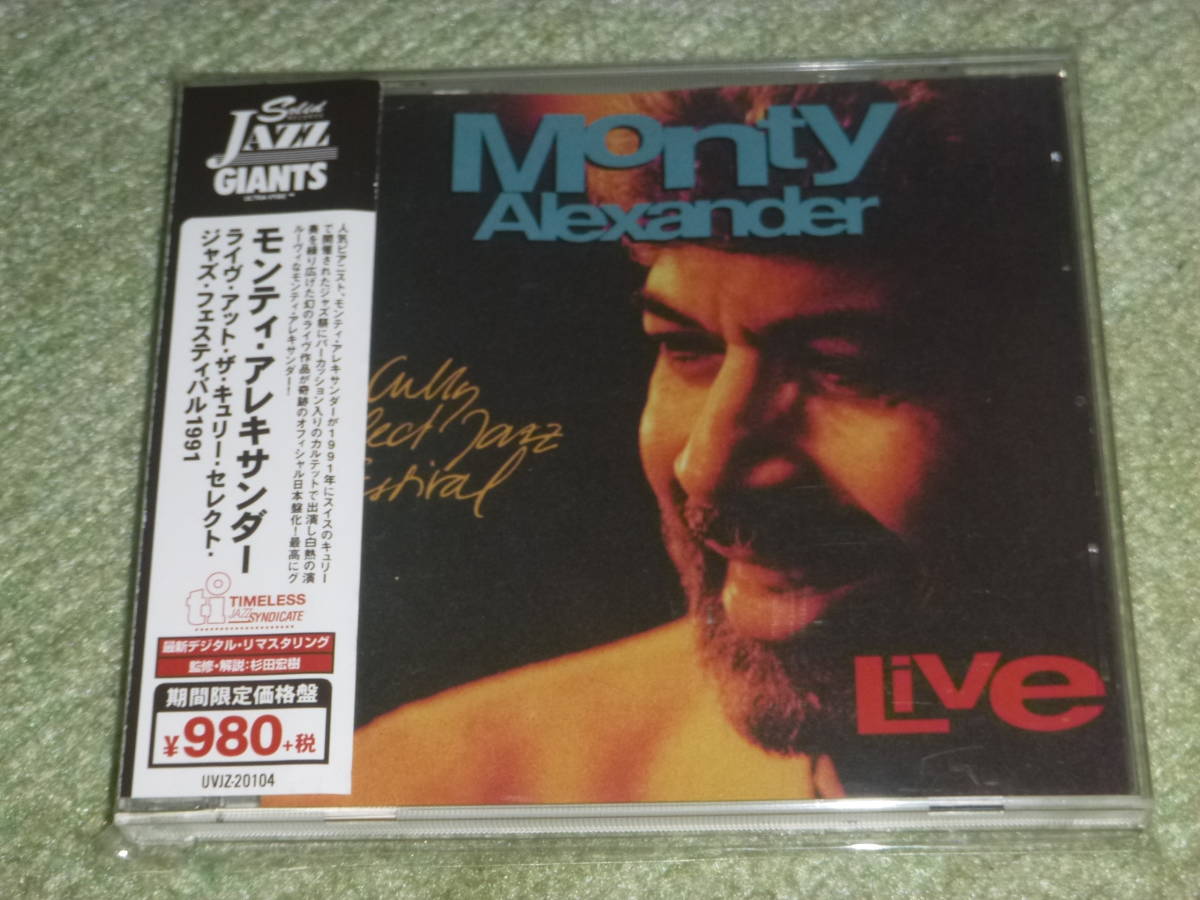 Solid
JAZZ
GIANTS
人気ピアニスト、モンティ・アレキサンダーが1991年にスイスのキュリー
で開催されたジャズ祭にパーカッション入りのカルテットで出演し白熱の演
奏を繰り広げた幻のライヴ作品が奇跡のオフィシャル日本盤化!最高にグ
ルーヴィなモンティ・アレキサンダー!
モンティ・アレキサンダー
ライヴ・アット・ザ・キュリー・セレクト・
ジャズ・フェスティバル1991
ti TIMELESS
JAZZ SYNDICATE
最新デジタル・リマスタリング
監修・解説:杉田宏樹
期間限定価格盤
¥980+税
UVJZ-20104
Monty
Alexander
Cully
lect Jazz
estival
Live